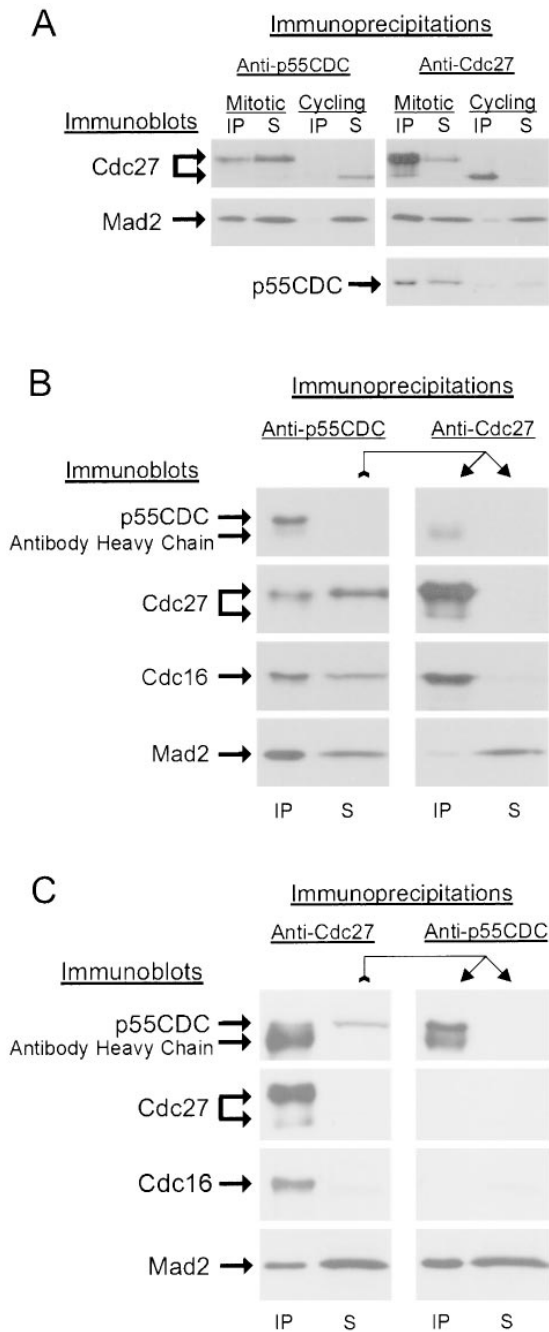 A
Immunoprecipitations
Anti-p55CDC Anti-Cdc27
Mitotic Cycling Mitotic Cycling
Immunoblots IP S IP S IP S IP S
Cdc27
Mad2
p55CDC
B
Immunoprecipitations
Anti-p55CDC Anti-Cdc27
Immunoblots
p55CDC
Antibody Heavy Chain
Cdc27
Cdc16
Mad2
IP S IP S
C
Immunoprecipitations
Anti-Cdc27 Anti-p55CDC
Immunoblots
p55CDC
Antibody Heavy Chain
Cdc27
Cdc16
Mad2
IP S IP S